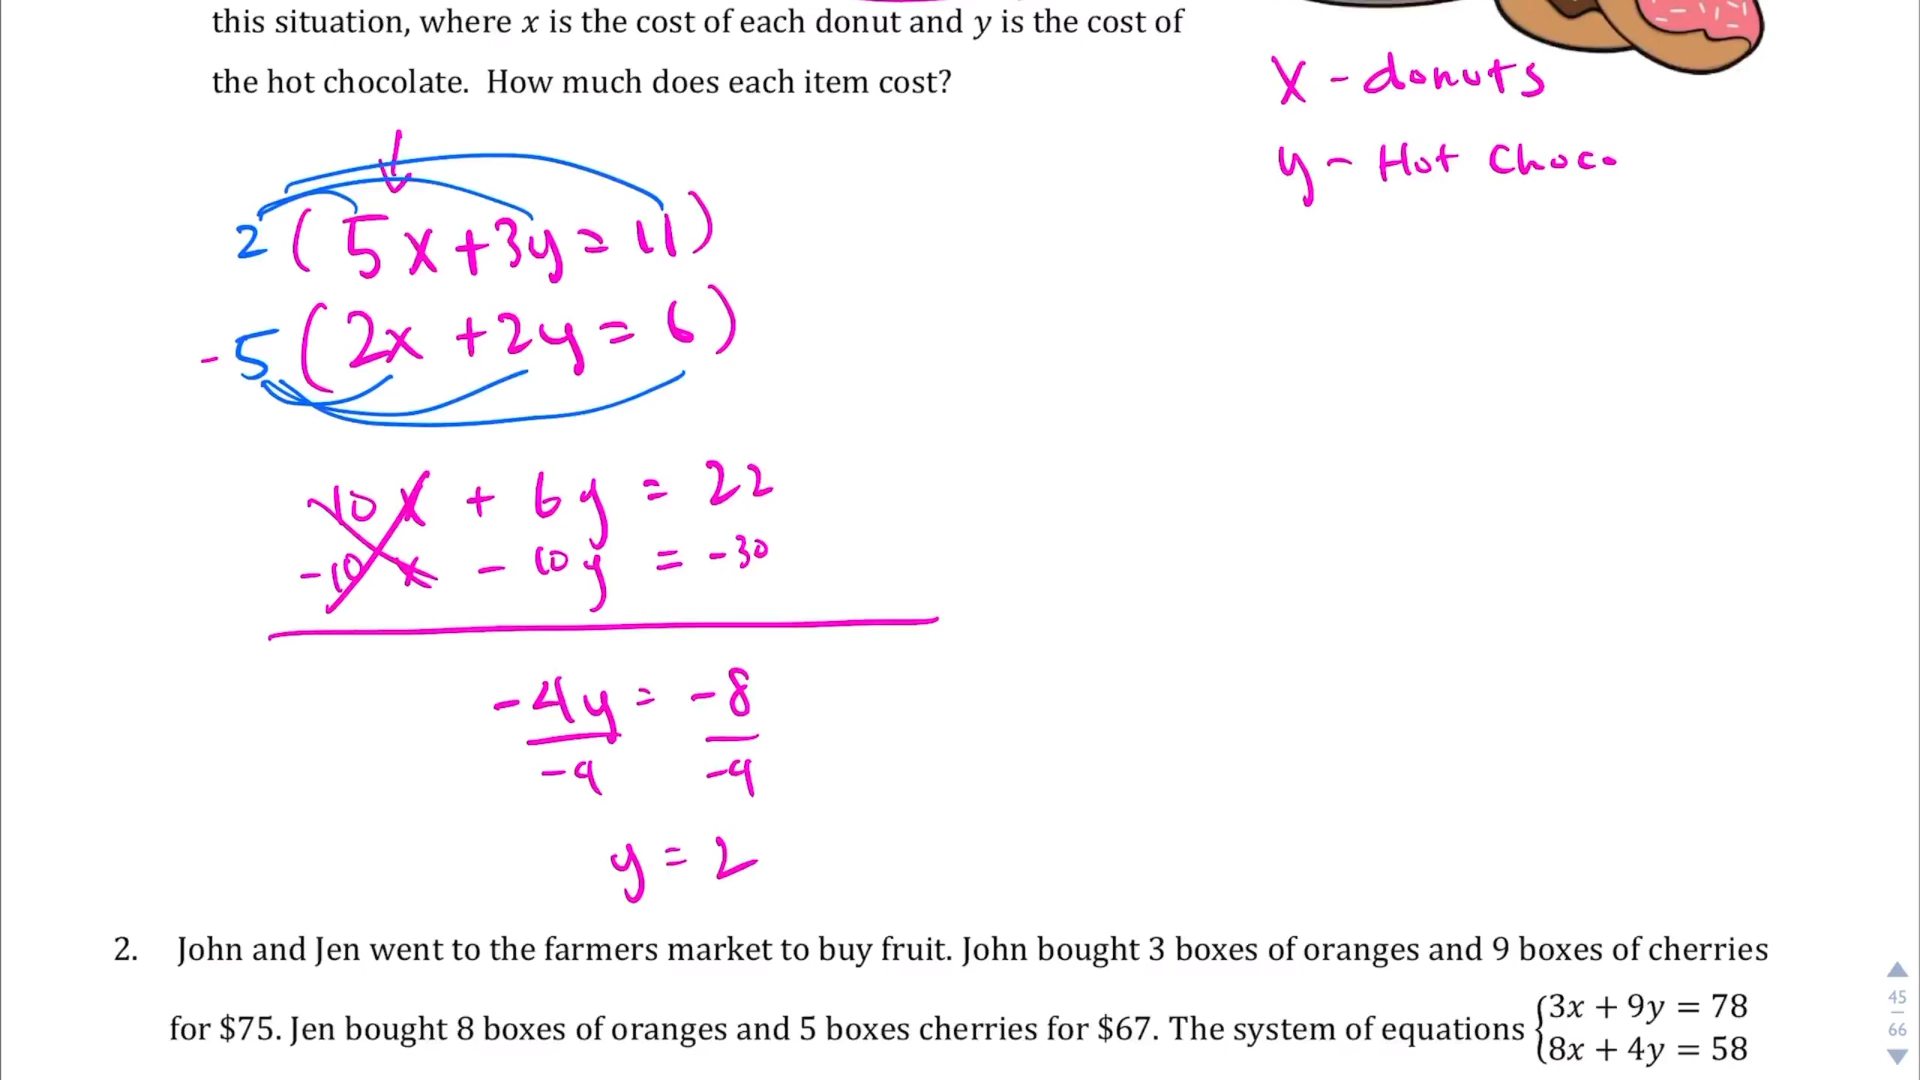 this situation, where x is the cost of each donut and y is the cost of
the hot chocolate. How much does each item cost?
X - donuts
y - Hot Choco
2 ( 5x + 3y = 11 )
-5 ( 2x + 2y = 6 )
10x + 6y = 22
-10x - 10y = -30
-4y = -8
-4 -4
y = 2
2. John and Jen went to the farmers market to buy fruit. John bought 3 boxes of oranges and 9 boxes of cherries
for $75. Jen bought 8 boxes of oranges and 5 boxes cherries for $67. The system of equations {3x + 9y = 78
8x + 4y = 58
45
66